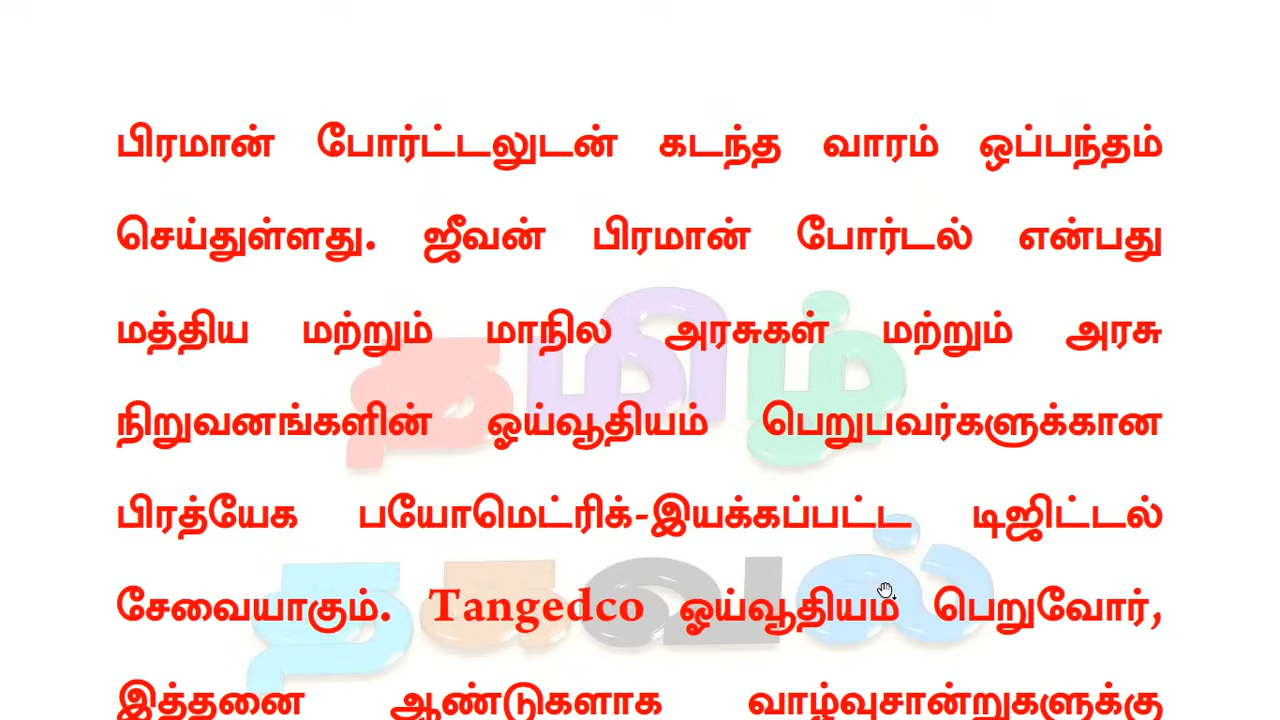 பிரமான் போர்ட்டலுடன் கடந்த வாரம் ஒப்பந்தம்
செய்துள்ளது. ஜீவன் பிரமான் போர்டல் என்பது
மத்திய மற்றும் மாநில அரசுகள் மற்றும் அரசு
நிறுவனங்களின் ஓய்வூதியம் பெறுபவர்களுக்கான
பிரத்யேக பயோமெட்ரிக்-இயக்கப்பட்ட டிஜிட்டல்
சேவையாகும். Tangedco ஓய்வூதியம் பெறுவோர்,
இத்தனை ஆண்டுகளாக வாழ்வுசான்றுகளுக்கு
தமிழ்
தகவல்